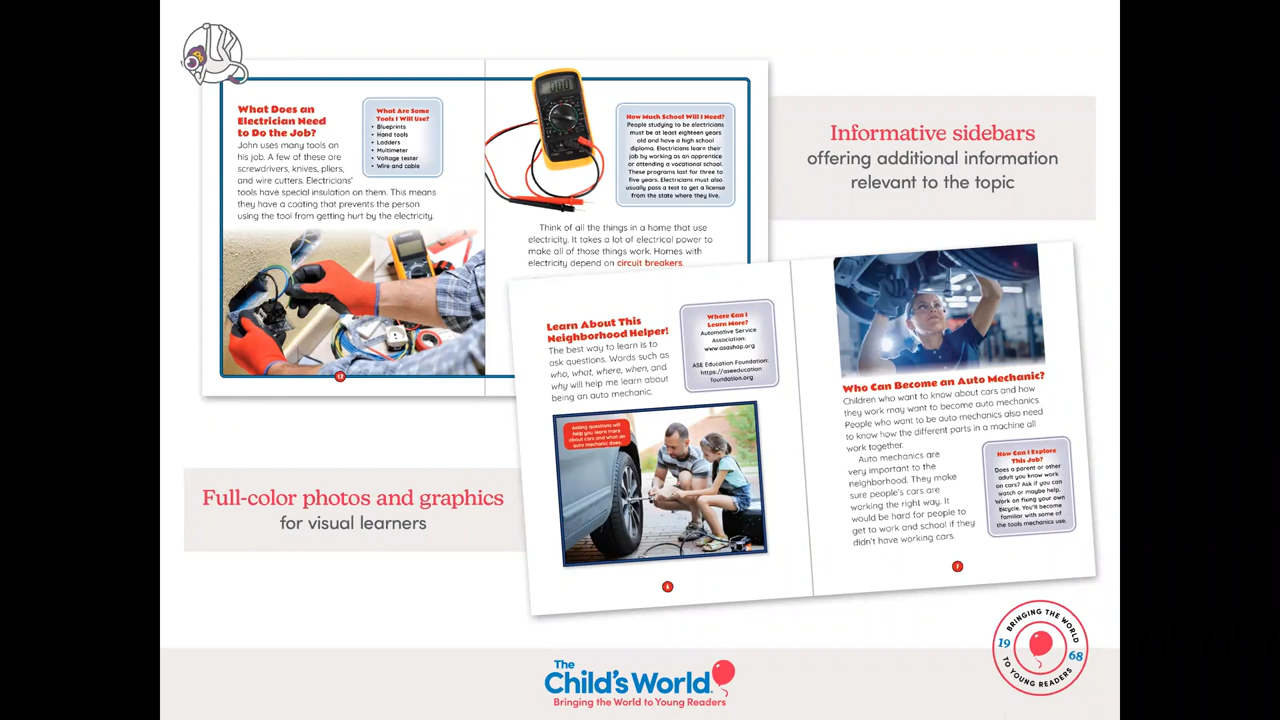 What Does an
Electrician Need
to Do the Job?
John uses many tools on
his job. A few of these are
screwdrivers, knives, pliers,
and wire cutters. Electricians'
tools have special insulation on them. This means
they have a coating that prevents the person
using the tool from getting hurt by the electricity.
What Are Some
Tools I Will Use?
• Blueprints
• Hand tools
• Ladders
• Multimeter
• Voltage tester
• Wire and cable
12
How Much School Will I Need?
People studying to be electricians
must be at least eighteen years
old and have a high school
diploma. Electricians learn their
job by working as an apprentice
or attending a vocational school.
These programs last for three to
five years. Electricians must also
usually pass a test to get a license
from the state where they live.
Think of all the things in a home that use
electricity. It takes a lot of electrical power to
make all of those things work. Homes with
electricity depend on circuit breakers.
Informative sidebars
offering additional information
relevant to the topic
Learn About This
Neighborhood Helper!
The best way to learn is to
ask questions. Words such as
who, what, where, when, and
why will help me learn about
being an auto mechanic.
Where Can I
Learn More?
Automotive Service
Association:
www.asashop.org
ASE Education Foundation:
https://aseeducation
foundation.org
Asking questions will
help you learn more
about cars and what an
auto mechanic does.
6
Who Can Become an Auto Mechanic?
Children who want to know about cars and how
they work may want to become auto mechanics.
People who want to be auto mechanics also need
to know how the different parts in a machine all
work together.
Auto mechanics are
very important to the
neighborhood. They make
sure people's cars are
working the right way. It
would be hard for people to
get to work and school if they
didn't have working cars.
How Can I Explore
This Job?
Does a parent or other
adult you know work
on cars? Ask if you can
watch or maybe help.
Work on fixing your own
bicycle. You'll become
familiar with some of
the tools mechanics use.
7
Full-color photos and graphics
for visual learners
The
Child's World
Bringing the World to Young Readers
BRINGING THE WORLD
19 68
TO YOUNG READERS